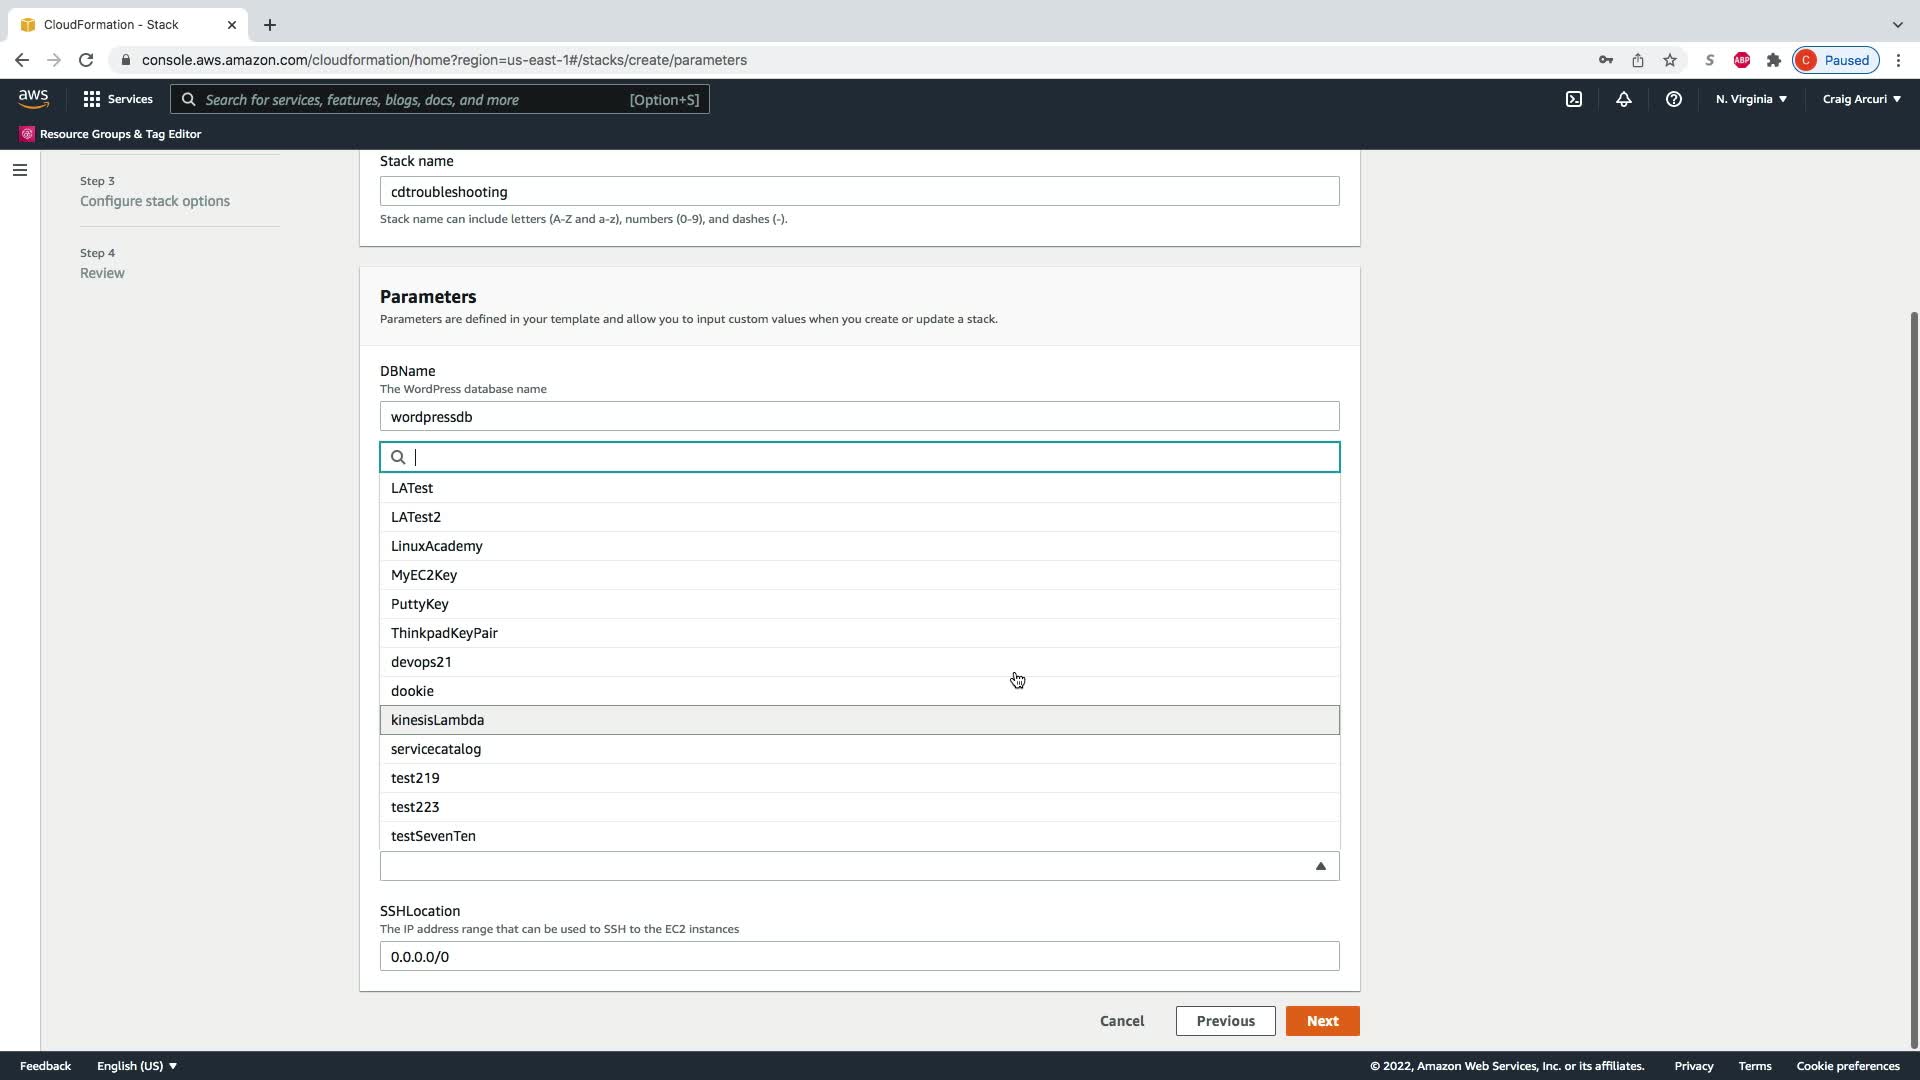 CloudFormation - Stack
console.aws.amazon.com/cloudformation/home?region=us-east-1#/stacks/create/parameters
ABP
C Paused
aws
Services
Search for services, features, blogs, docs, and more [Option+S]
N. Virginia
Craig Arcuri
Resource Groups & Tag Editor
Step 3
Configure stack options
Step 4
Review
Stack name
cdtroubleshooting
Stack name can include letters (A-Z and a-z), numbers (0-9), and dashes (-).
Parameters
Parameters are defined in your template and allow you to input custom values when you create or update a stack.
DBName
The WordPress database name
wordpressdb
LATest
LATest2
LinuxAcademy
MyEC2Key
PuttyKey
ThinkpadKeyPair
devops21
dookie
kinesisLambda
servicecatalog
test219
test223
testSevenTen
SSHLocation
The IP address range that can be used to SSH to the EC2 instances
0.0.0.0/0
Cancel
Previous
Next
Feedback
English (US)
© 2022, Amazon Web Services, Inc. or its affiliates.
Privacy
Terms
Cookie preferences